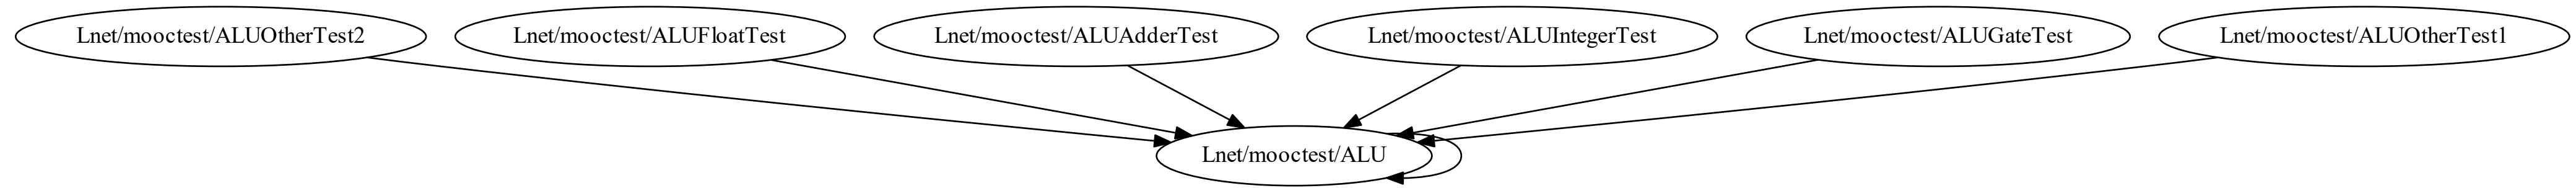 Lnet/mooctest/ALUOtherTest2
Lnet/mooctest/ALUFloatTest
Lnet/mooctest/ALUAdderTest
Lnet/mooctest/ALUIntegerTest
Lnet/mooctest/ALUGateTest
Lnet/mooctest/ALUOtherTest1
Lnet/mooctest/ALU